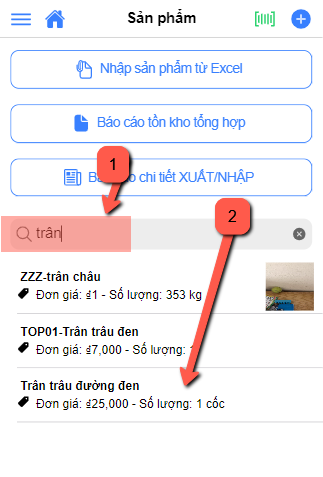 Sản phẩm
Nhập sản phẩm từ Excel
Báo cáo tồn kho tổng hợp
1
chi tiết XUẤT/NHẬP
2
trân
ZZZ-trân châu
Đơn giá: ₫1 - Số lượng: 353 kg
TOP01-Trân trâu đen
Đơn giá: ₫7,000 - Số lượng:
Trân trâu đường đen
Đơn giá: ₫25,000 - Số lượng: 1 cốc